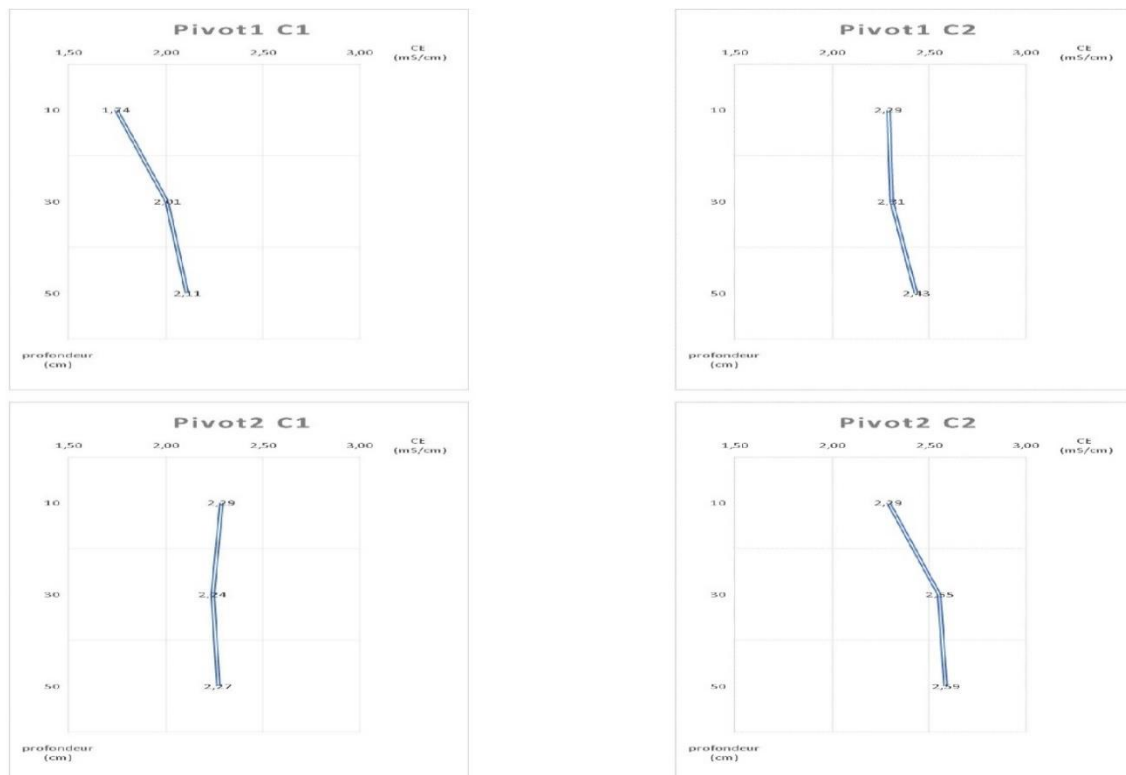 Pivot1 C1
1,50 2,00 2,50 3,00 CE
(mS/cm)
10 1,74
30 2,01
50 2,11
profondeur
(cm)
Pivot1 C2
1,50 2,00 2,50 3,00 CE
(mS/cm)
10 2,29
30 2,31
50 2,43
profondeur
(cm)
Pivot2 C1
1,50 2,00 2,50 3,00 CE
(mS/cm)
10 2,29
30 2,24
50 2,27
profondeur
(cm)
Pivot2 C2
1,50 2,00 2,50 3,00 CE
(mS/cm)
10 2,29
30 2,55
50 2,59
profondeur
(cm)